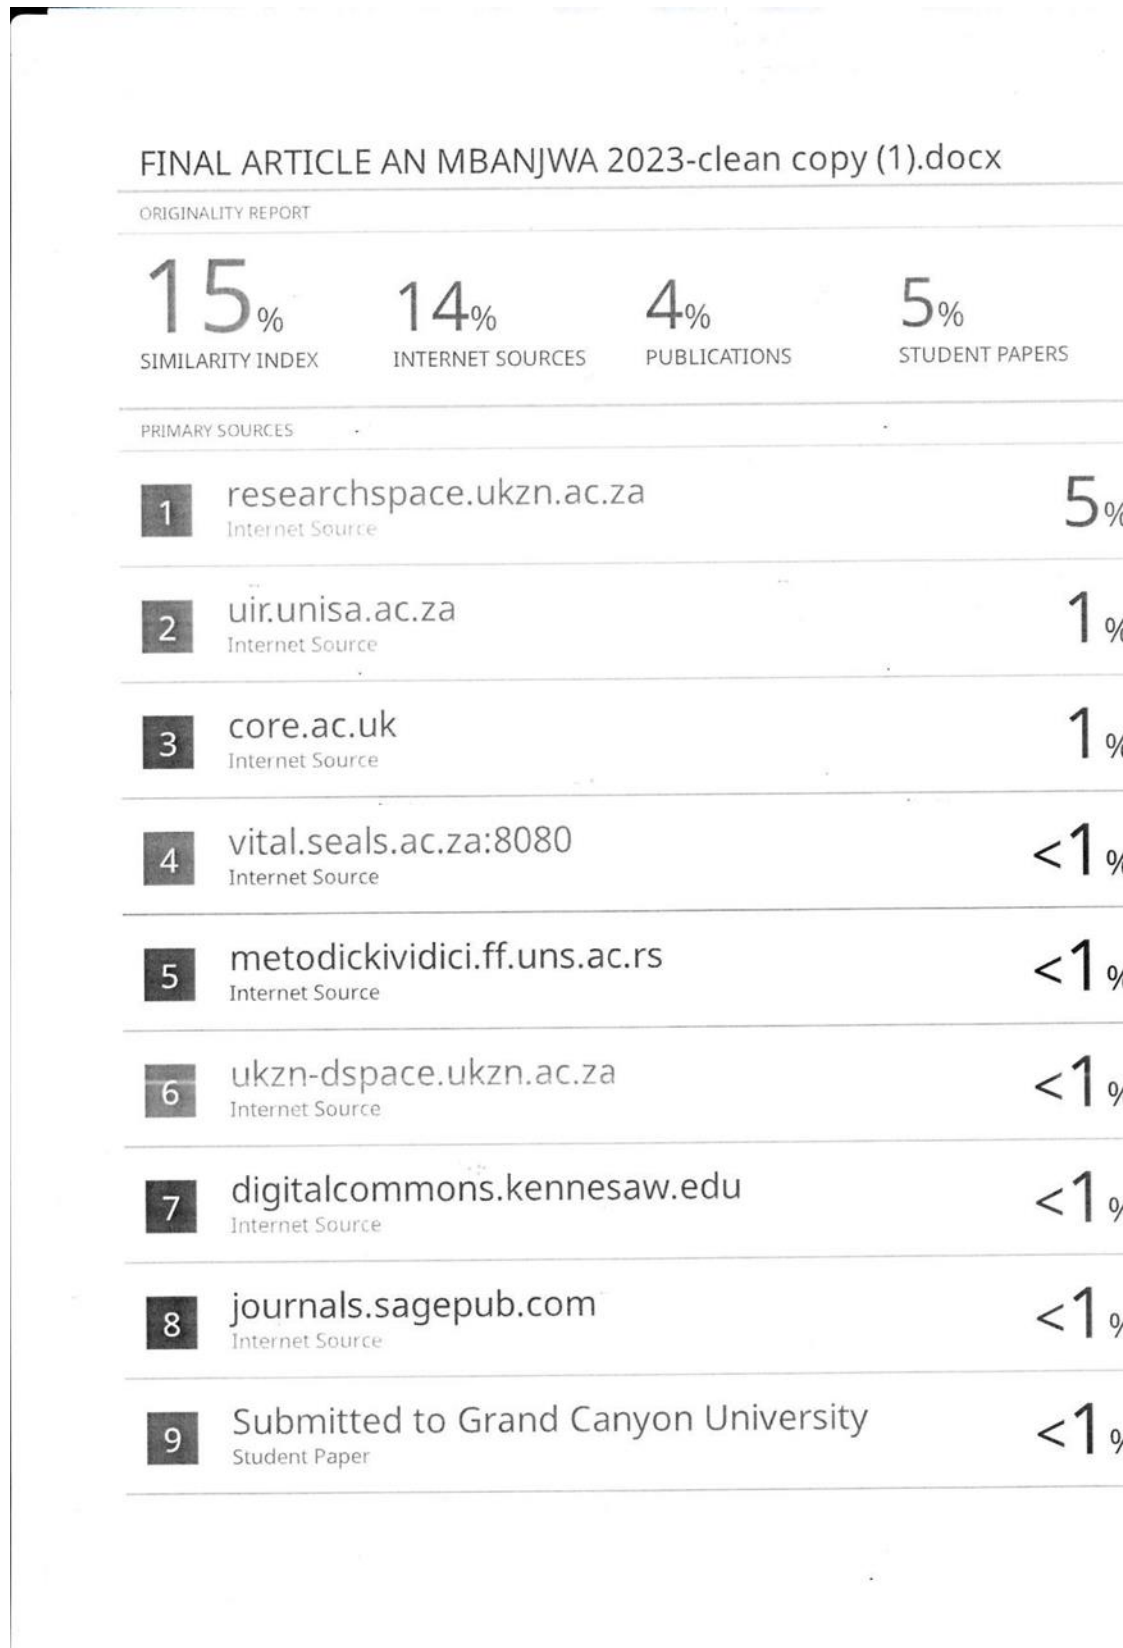 FINAL ARTICLE AN MBANJWA 2023-clean copy (1).docx
ORIGINALITY REPORT
15% 14% 4% 5%
SIMILARITY INDEX INTERNET SOURCES PUBLICATIONS STUDENT PAPERS
PRIMARY SOURCES
1 researchspace.ukzn.ac.za 5%
Internet Source
2 uir.unisa.ac.za 1%
Internet Source
3 core.ac.uk 1%
Internet Source
4 vital.seals.ac.za:8080 <1%
Internet Source
5 metodickividici.ff.uns.ac.rs <1%
Internet Source
6 ukzn-dspace.ukzn.ac.za <1%
Internet Source
7 digitalcommons.kennesaw.edu <1%
Internet Source
8 journals.sagepub.com <1%
Internet Source
9 Submitted to Grand Canyon University <1%
Student Paper